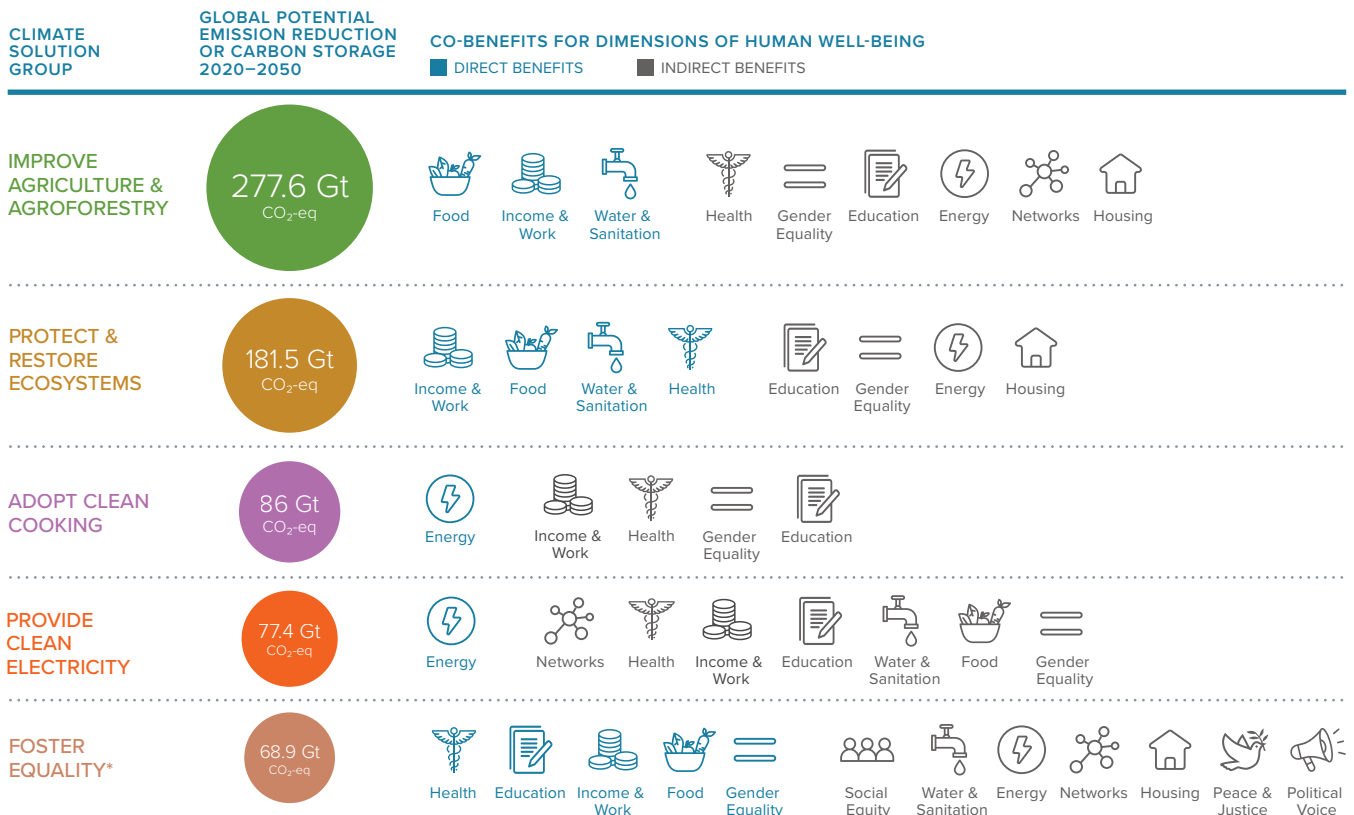 CLIMATE
SOLUTION
GROUP
GLOBAL POTENTIAL
EMISSION REDUCTION
OR CARBON STORAGE
2020–2050
CO-BENEFITS FOR DIMENSIONS OF HUMAN WELL-BEING
DIRECT BENEFITS
INDIRECT BENEFITS
IMPROVE
AGRICULTURE &
AGROFORESTRY
277.6 Gt
CO₂-eq
Food
Income &
Work
Water &
Sanitation
Health
Gender
Equality
Education
Energy
Networks
Housing
PROTECT &
RESTORE
ECOSYSTEMS
181.5 Gt
CO₂-eq
Income &
Work
Food
Water &
Sanitation
Health
Education
Gender
Equality
Energy
Housing
ADOPT CLEAN
COOKING
86 Gt
CO₂-eq
Energy
Income &
Work
Health
Gender
Equality
Education
PROVIDE
CLEAN
ELECTRICITY
77.4 Gt
CO₂-eq
Energy
Networks
Health
Income &
Work
Education
Water &
Sanitation
Food
Gender
Equality
FOSTER
EQUALITY*
68.9 Gt
CO₂-eq
Health
Education
Income &
Work
Food
Gender
Equality
Social
Equity
Water &
Sanitation
Energy
Networks
Housing
Peace &
Justice
Political
Voice